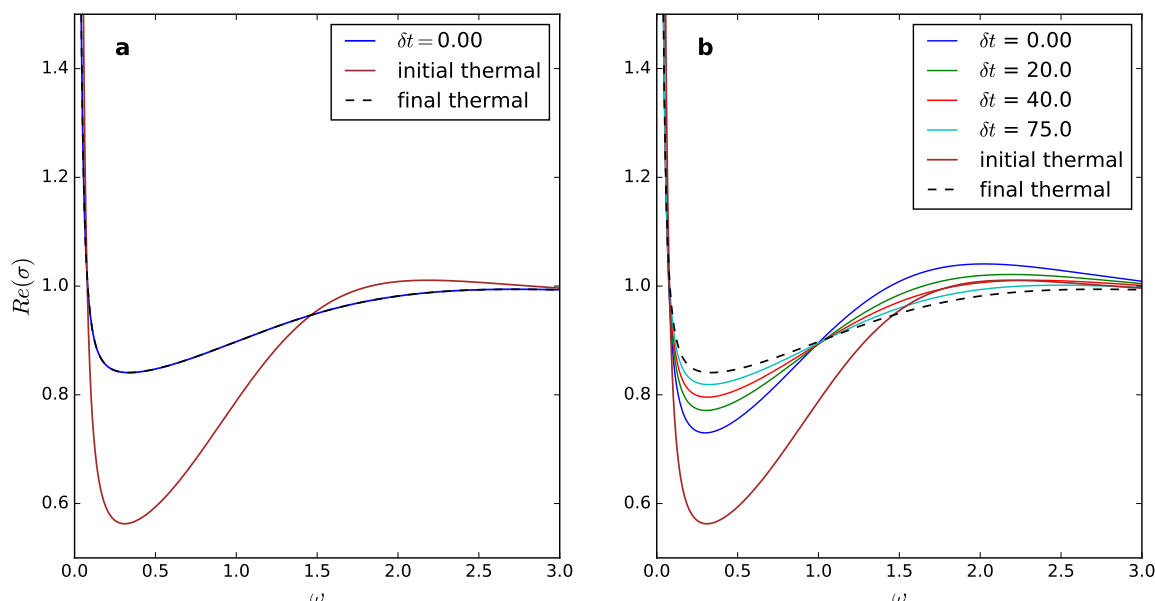 a
δt = 0.00
initial thermal
final thermal
Re(σ)
1.4
1.2
1.0
0.8
0.6
0.0 0.5 1.0 1.5 2.0 2.5 3.0
ω
b
δt = 0.00
δt = 20.0
δt = 40.0
δt = 75.0
initial thermal
final thermal
1.4
1.2
1.0
0.8
0.6
0.0 0.5 1.0 1.5 2.0 2.5 3.0
ω